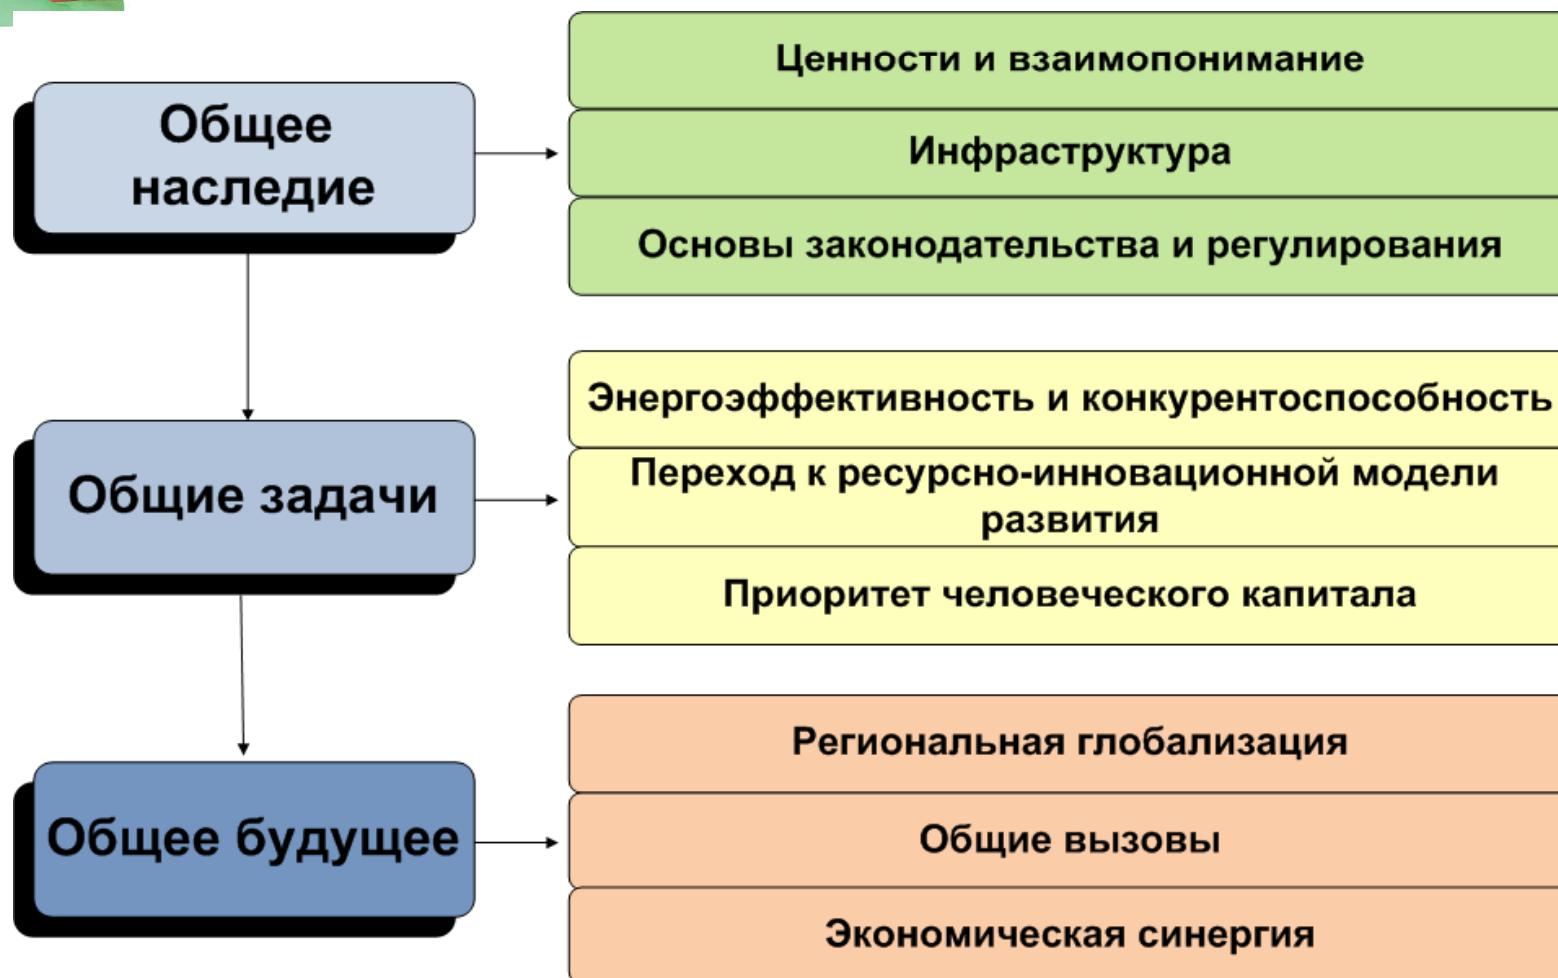 Общее
наследие
Ценности и взаимопонимание
Инфраструктура
Основы законодательства и регулирования
Общие задачи
Энергоэффективность и конкурентоспособность
Переход к ресурсно-инновационной модели
развития
Приоритет человеческого капитала
Общее будущее
Региональная глобализация
Общие вызовы
Экономическая синергия